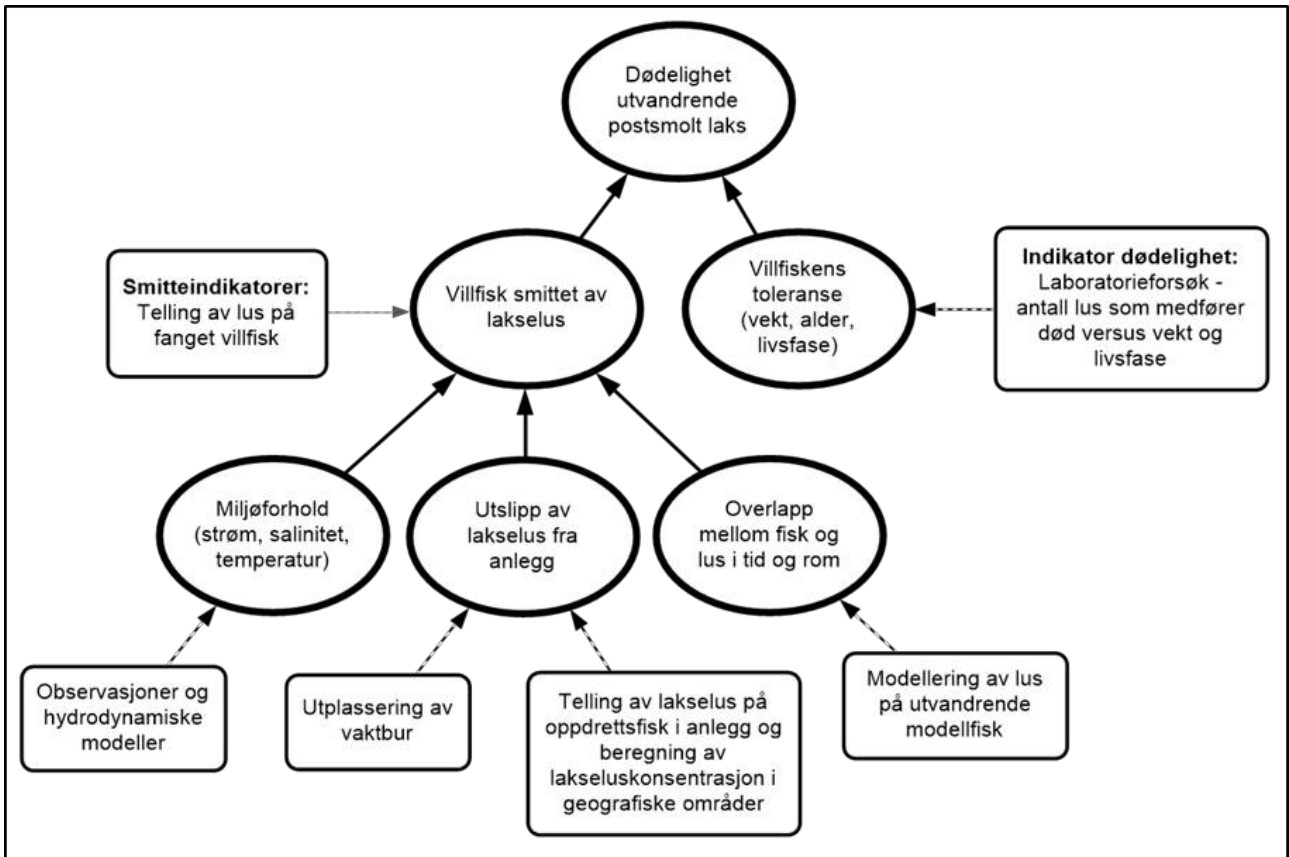 Dødelighet
utvandrende
postsmolt laks
Smitteindikatorer:
Telling av lus på
fanget villfisk
Villfisk smittet av
lakselus
Villfiskens
toleranse
(vekt, alder,
livsfase)
Indikator dødelighet:
Laboratorieforsøk -
antall lus som medfører
død versus vekt og
livsfase
Miljøforhold
(strøm, salinitet,
temperatur)
Utslipp av
lakselus fra
anlegg
Overlapp
mellom fisk og
lus i tid og rom
Observasjoner og
hydrodynamiske
modeller
Utplassering av
vaktbur
Telling av lakselus på
oppdrettsfisk i anlegg og
beregning av
lakseluskonsentrasjon i
geografiske områder
Modellering av lus
på utvandrende
modellfisk